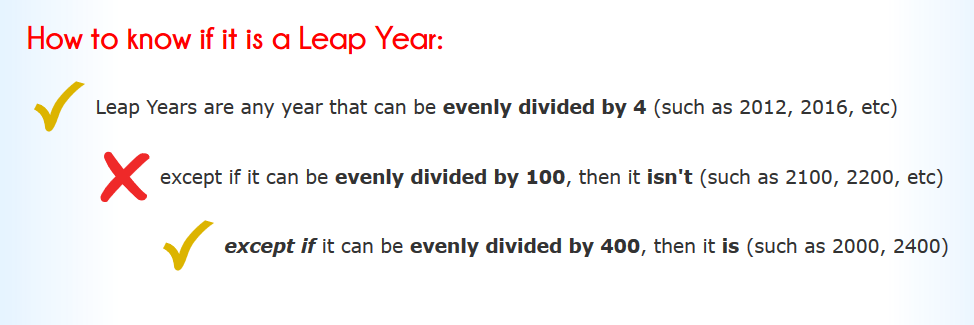 How to know if it is a Leap Year:
Leap Years are any year that can be evenly divided by 4 (such as 2012, 2016, etc)
except if it can be evenly divided by 100, then it isn't (such as 2100, 2200, etc)
except if it can be evenly divided by 400, then it is (such as 2000, 2400)